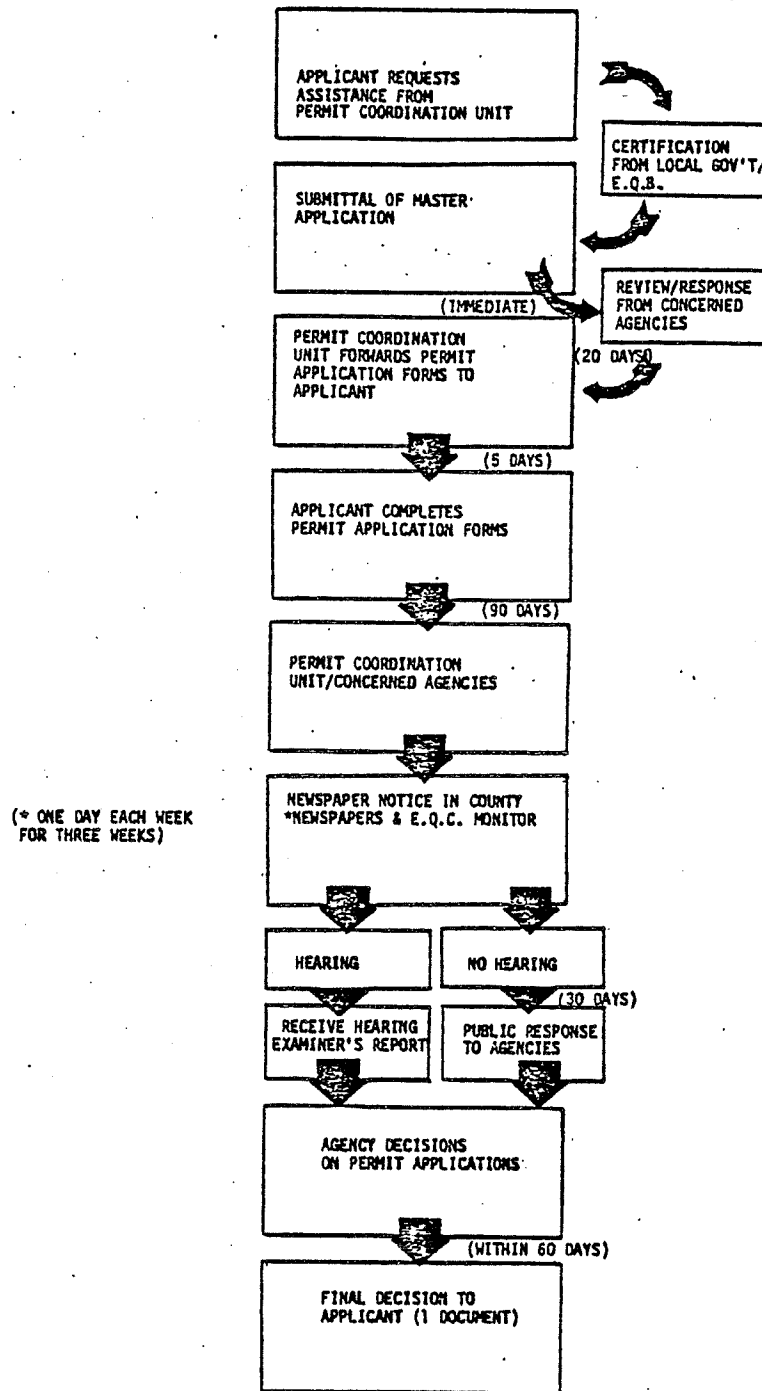 APPLICANT REQUESTS
ASSISTANCE FROM
PERMIT COORDINATION UNIT
CERTIFICATION
FROM LOCAL GOV'T/
E.Q.B.
SUBMITTAL OF MASTER
APPLICATION
(IMMEDIATE)
REVIEW/RESPONSE
FROM CONCERNED
AGENCIES
(20 DAYS)
PERMIT COORDINATION
UNIT FORWARDS PERMIT
APPLICATION FORMS TO
APPLICANT
(5 DAYS)
APPLICANT COMPLETES
PERMIT APPLICATION FORMS
(90 DAYS)
PERMIT COORDINATION
UNIT/CONCERNED AGENCIES
(* ONE DAY EACH WEEK
FOR THREE WEEKS)
NEWSPAPER NOTICE IN COUNTY
*NEWSPAPERS & E.Q.C. MONITOR
HEARING
NO HEARING
(30 DAYS)
RECEIVE HEARING
EXAMINER'S REPORT
PUBLIC RESPONSE
TO AGENCIES
AGENCY DECISIONS
ON PERMIT APPLICATIONS
(WITHIN 60 DAYS)
FINAL DECISION TO
APPLICANT (1 DOCUMENT)